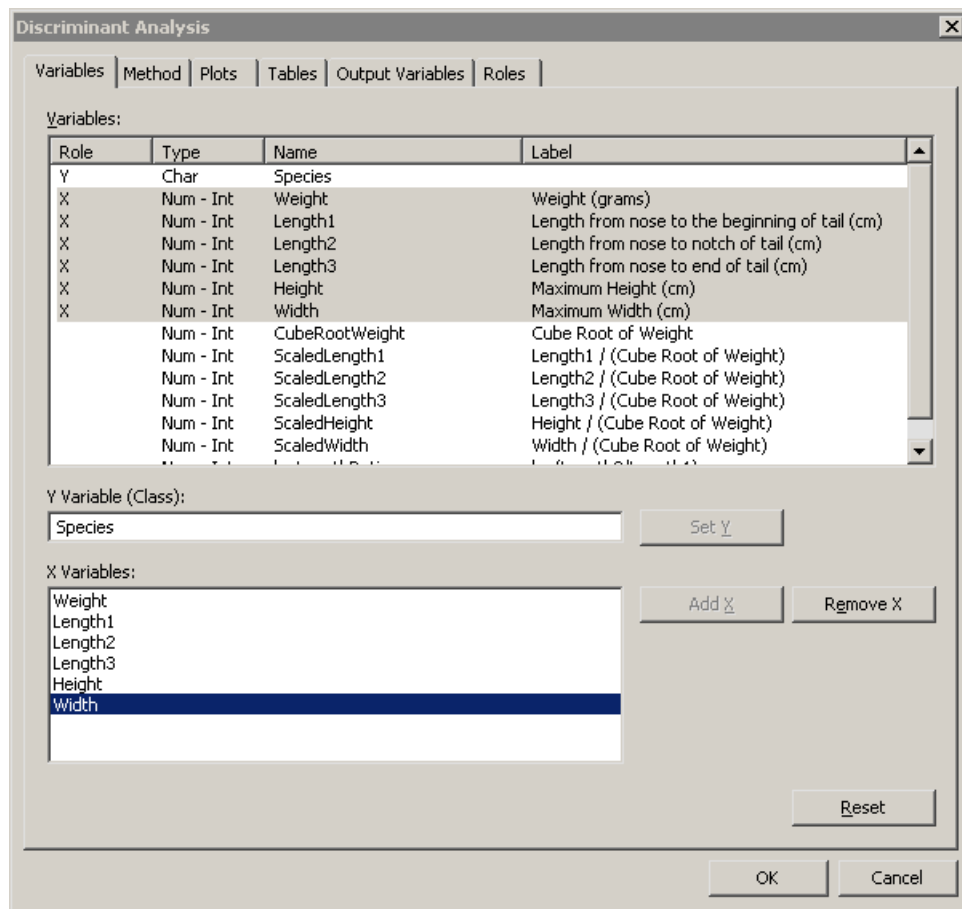 Discriminant Analysis
Variables Method Plots Tables Output Variables Roles
Variables:
Role Type Name Label
Y Char Species
X Num - Int Weight Weight (grams)
X Num - Int Length1 Length from nose to the beginning of tail (cm)
X Num - Int Length2 Length from nose to notch of tail (cm)
X Num - Int Length3 Length from nose to end of tail (cm)
X Num - Int Height Maximum Height (cm)
X Num - Int Width Maximum Width (cm)
Num - Int CubeRootWeight Cube Root of Weight
Num - Int ScaledLength1 Length1 / (Cube Root of Weight)
Num - Int ScaledLength2 Length2 / (Cube Root of Weight)
Num - Int ScaledLength3 Length3 / (Cube Root of Weight)
Num - Int ScaledHeight Height / (Cube Root of Weight)
Num - Int ScaledWidth Width / (Cube Root of Weight)
Y Variable (Class):
Species Set Y
X Variables:
Weight Add X Remove X
Length1
Length2
Length3
Height
Width
Reset
OK Cancel